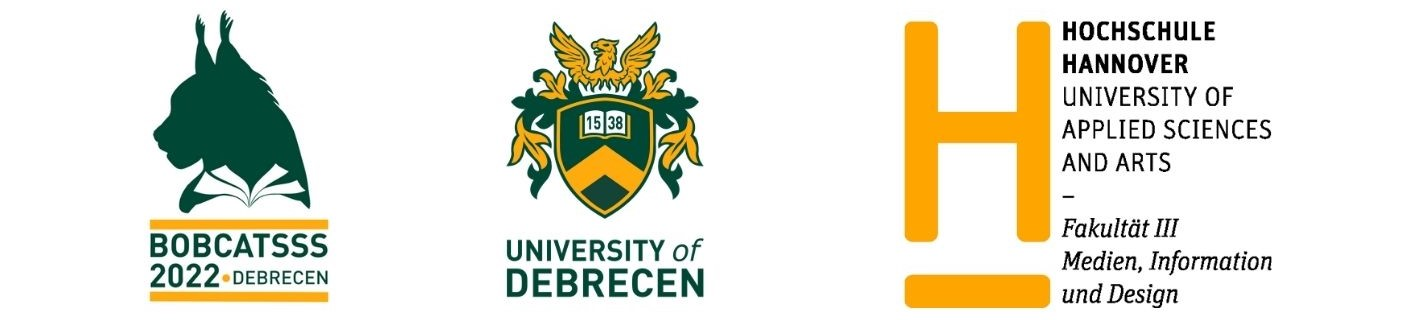 BOBCATSSS
2022•DEBRECEN
15 38
UNIVERSITY of
DEBRECEN
H
HOCHSCHULE
HANNOVER
UNIVERSITY OF
APPLIED SCIENCES
AND ARTS
–
Fakultät III
Medien, Information
und Design